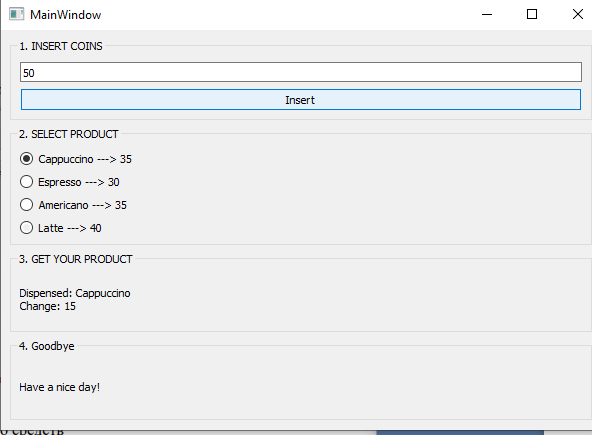 MainWindow
1. INSERT COINS
50
Insert
2. SELECT PRODUCT
Cappuccino ---> 35
Espresso ---> 30
Americano ---> 35
Latte ---> 40
3. GET YOUR PRODUCT
Dispensed: Cappuccino
Change: 15
4. Goodbye
Have a nice day!
средств